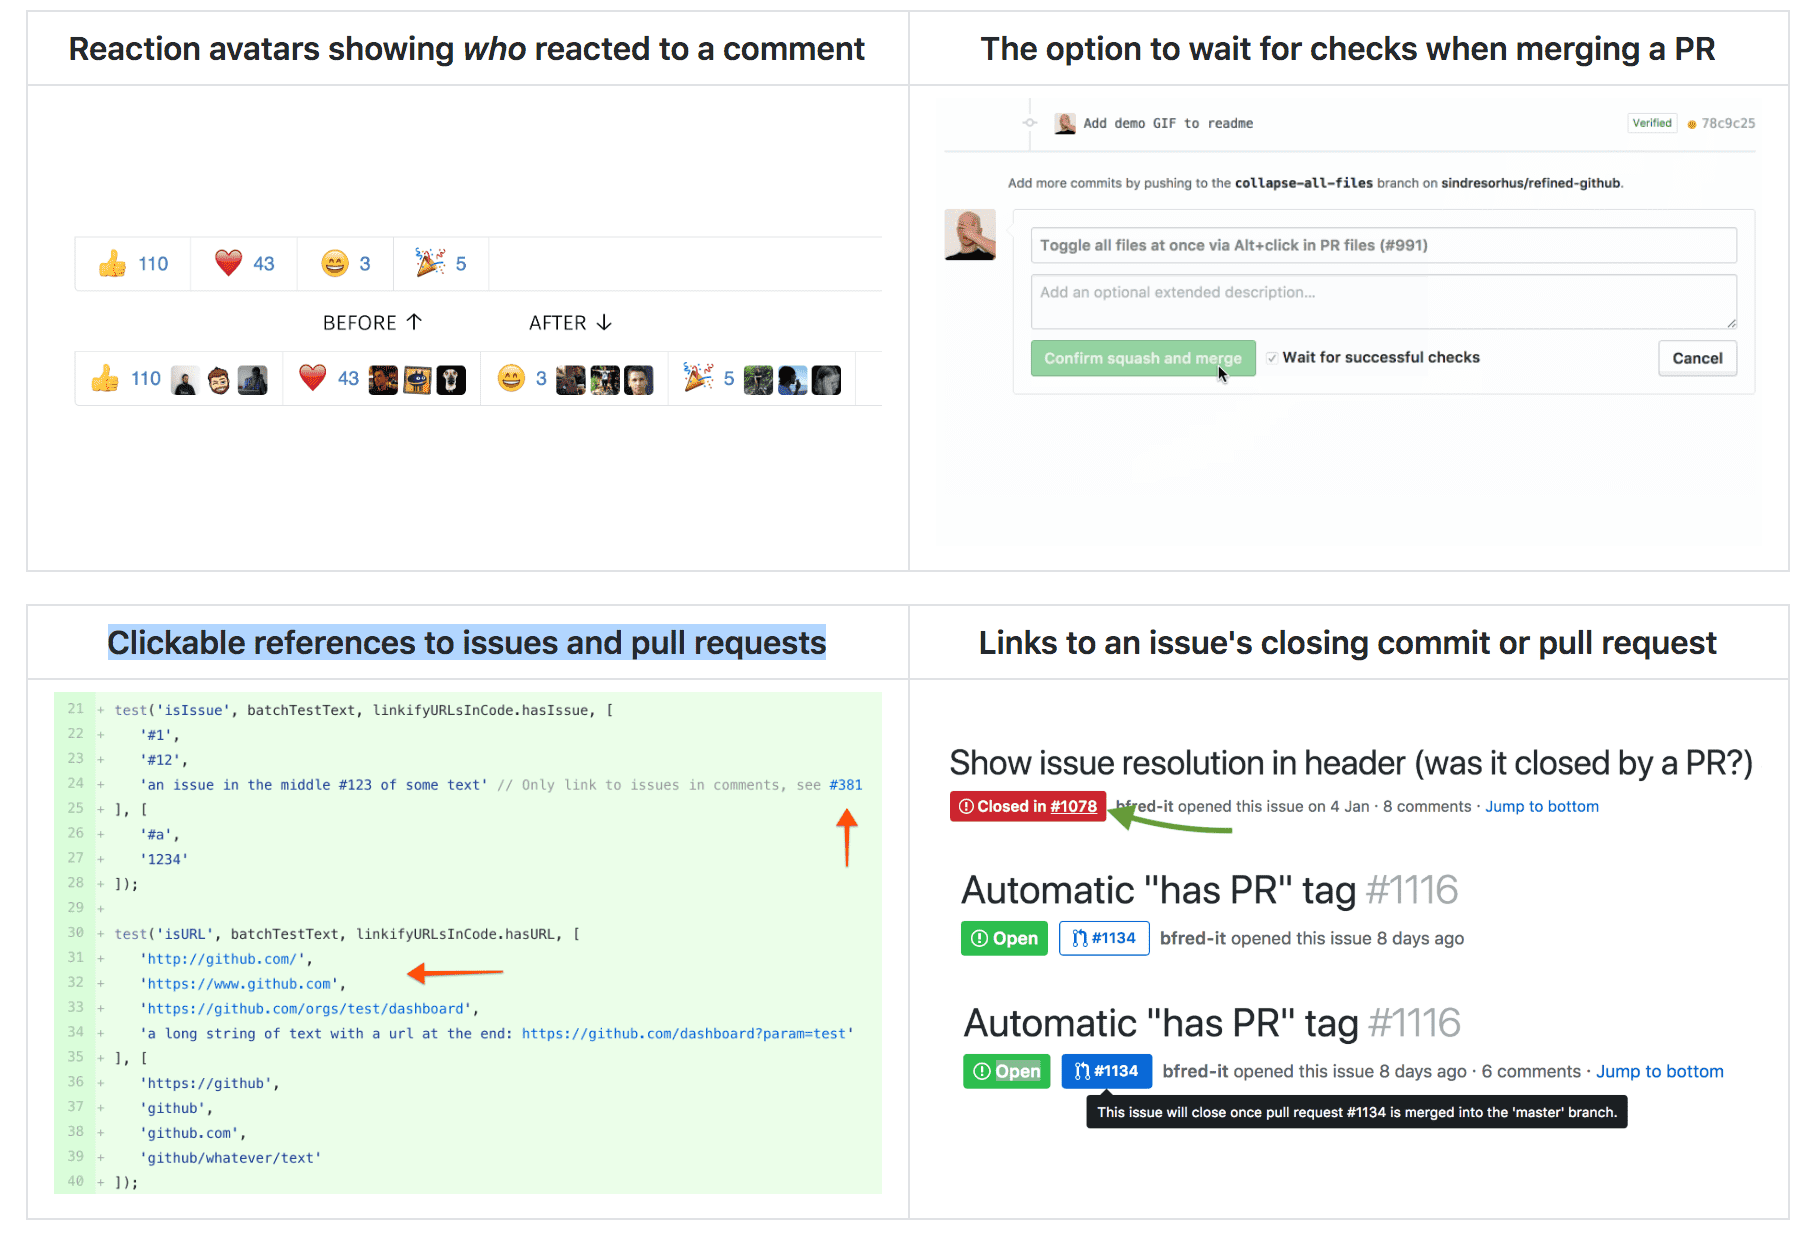 Reaction avatars showing who reacted to a comment
110 43 3 5
BEFORE ↑ AFTER ↓
110 43 3 5
The option to wait for checks when merging a PR
Add demo GIF to readme Verified 78c9c25
Add more commits by pushing to the collapse-all-files branch on sindresorhus/refined-github.
Toggle all files at once via Alt+click in PR files (#991)
Add an optional extended description...
Confirm squash and merge Wait for successful checks Cancel
Clickable references to issues and pull requests
21 + test('isIssue', batchTestText, linkifyURLsInCode.hasIssue, [
22 + '#1',
23 + '#12',
24 + 'an issue in the middle #123 of some text' // Only link to issues in comments, see #381
25 + ], [
26 + '#a',
27 + '1234'
28 + ]);
29 +
30 + test('isURL', batchTestText, linkifyURLsInCode.hasURL, [
31 + 'http://github.com/',
32 + 'https://www.github.com',
33 + 'https://github.com/orgs/test/dashboard',
34 + 'a long string of text with a url at the end: https://github.com/dashboard?param=test'
35 + ], [
36 + 'https://github',
37 + 'github',
38 + 'github.com',
39 + 'github/whatever/text'
40 + ]);
Links to an issue's closing commit or pull request
Show issue resolution in header (was it closed by a PR?)
Closed in #1078 bfred-it opened this issue on 4 Jan · 8 comments · Jump to bottom
Automatic "has PR" tag #1116
Open #1134 bfred-it opened this issue 8 days ago
Automatic "has PR" tag #1116
Open #1134 bfred-it opened this issue 8 days ago · 6 comments · Jump to bottom
This issue will close once pull request #1134 is merged into the 'master' branch.